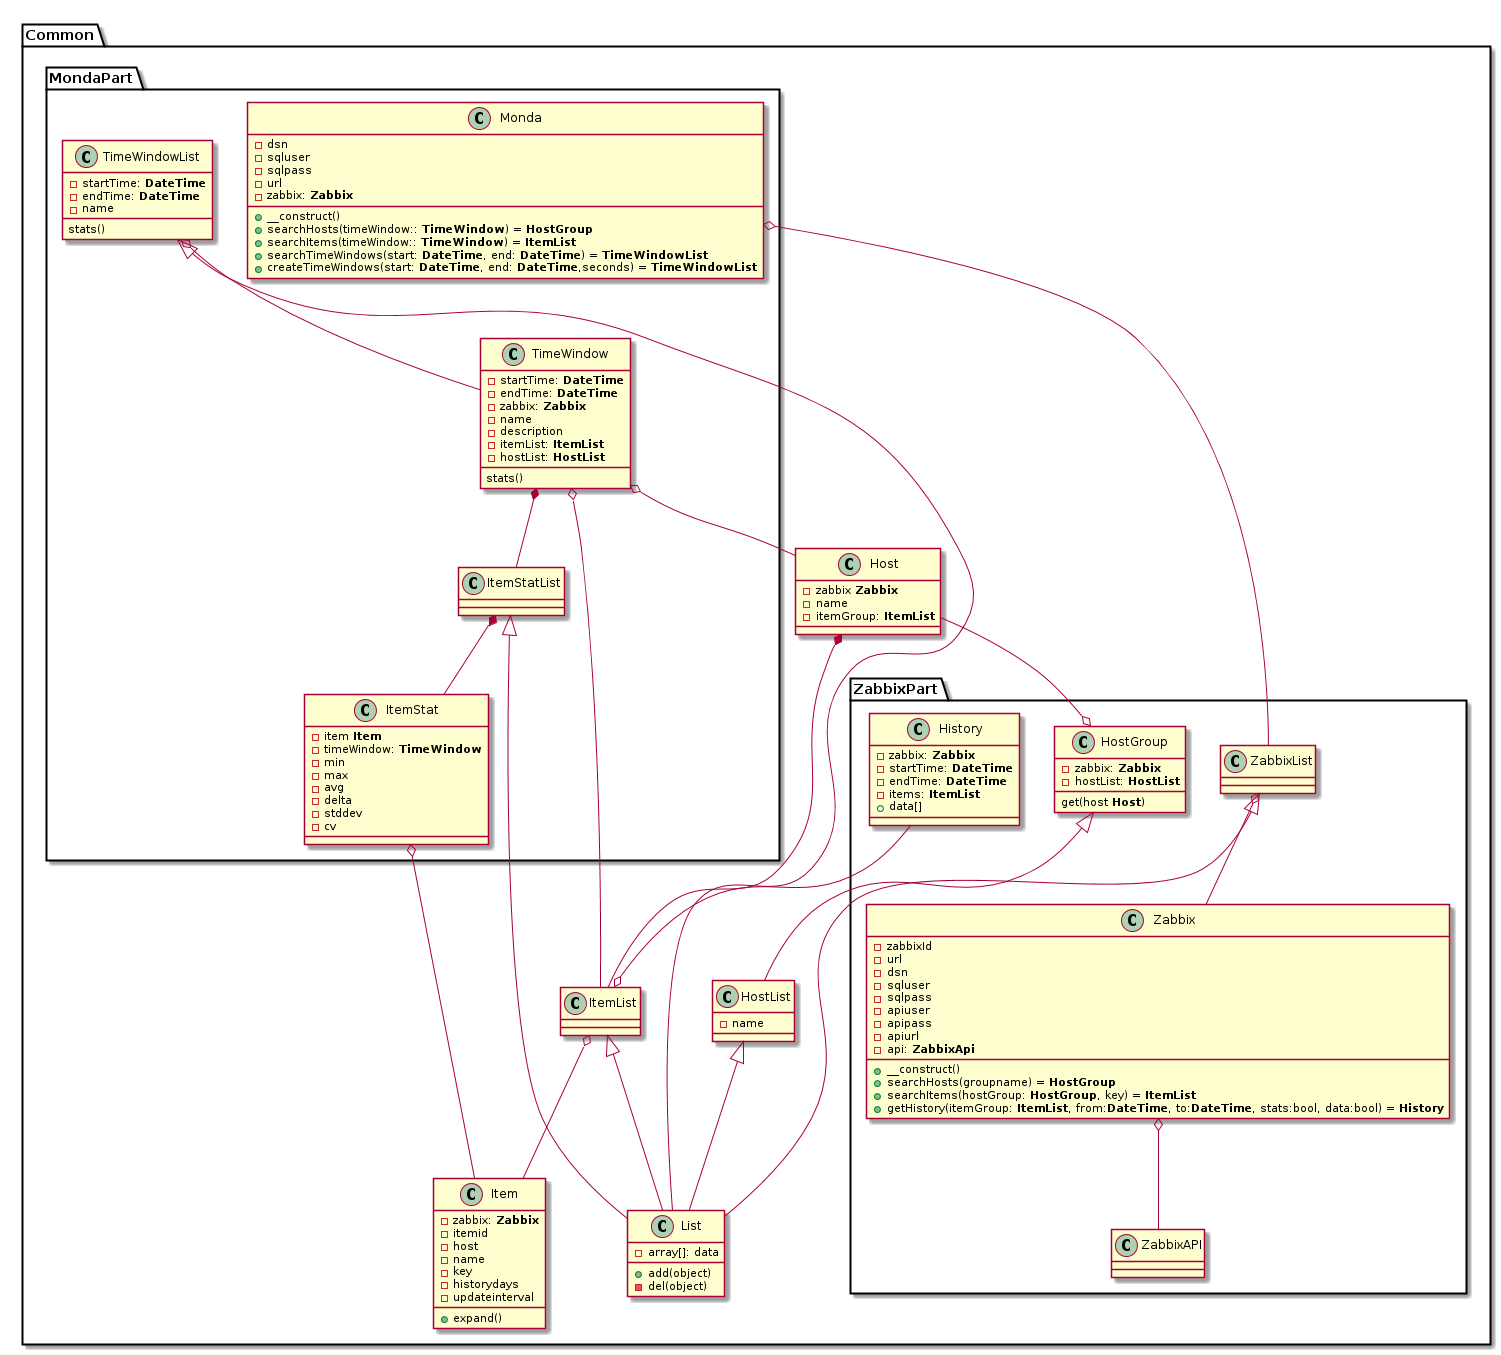 Common
MondaPart
C Monda
dsn
sqluser
sqlpass
url
zabbix: Zabbix
__construct()
searchHosts(timeWindow:: TimeWindow) = HostGroup
searchItems(timeWindow:: TimeWindow) = ItemList
searchTimeWindows(start: DateTime, end: DateTime) = TimeWindowList
createTimeWindows(start: DateTime, end: DateTime,seconds) = TimeWindowList
C TimeWindowList
startTime: DateTime
endTime: DateTime
name
stats()
C TimeWindow
startTime: DateTime
endTime: DateTime
zabbix: Zabbix
name
description
itemList: ItemList
hostList: HostList
stats()
C ItemStatList
C Host
zabbix Zabbix
name
itemGroup: ItemList
C ItemStat
item Item
timeWindow: TimeWindow
min
max
avg
delta
stddev
cv
ZabbixPart
C History
zabbix: Zabbix
startTime: DateTime
endTime: DateTime
items: ItemList
data[]
C HostGroup
zabbix: Zabbix
hostList: HostList
get(host Host)
C ZabbixList
C Zabbix
zabbixId
url
dsn
sqluser
sqlpass
apiuser
apipass
apiurl
api: ZabbixApi
__construct()
searchHosts(groupname) = HostGroup
searchItems(hostGroup: HostGroup, key) = ItemList
getHistory(itemGroup: ItemList, from:DateTime, to:DateTime, stats:bool, data:bool) = History
C ItemList
C HostList
name
C Item
zabbix: Zabbix
itemid
host
name
key
historydays
updateinterval
expand()
C List
array[]: data
add(object)
del(object)
C ZabbixAPI